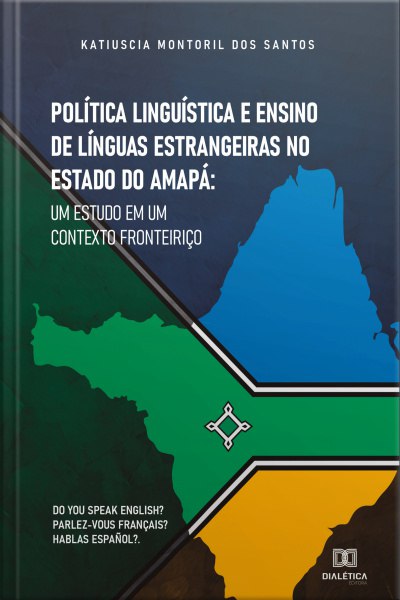 KATIUSCIA MONTORIL DOS SANTOS
POLÍTICA LINGUÍSTICA E ENSINO
DE LÍNGUAS ESTRANGEIRAS NO
ESTADO DO AMAPÁ:
UM ESTUDO EM UM
CONTEXTO FRONTEIRIÇO
DO YOU SPEAK ENGLISH?
PARLEZ-VOUS FRANÇAIS?
HABLAS ESPAÑOL?.
DIALÉTICA
EDITORA